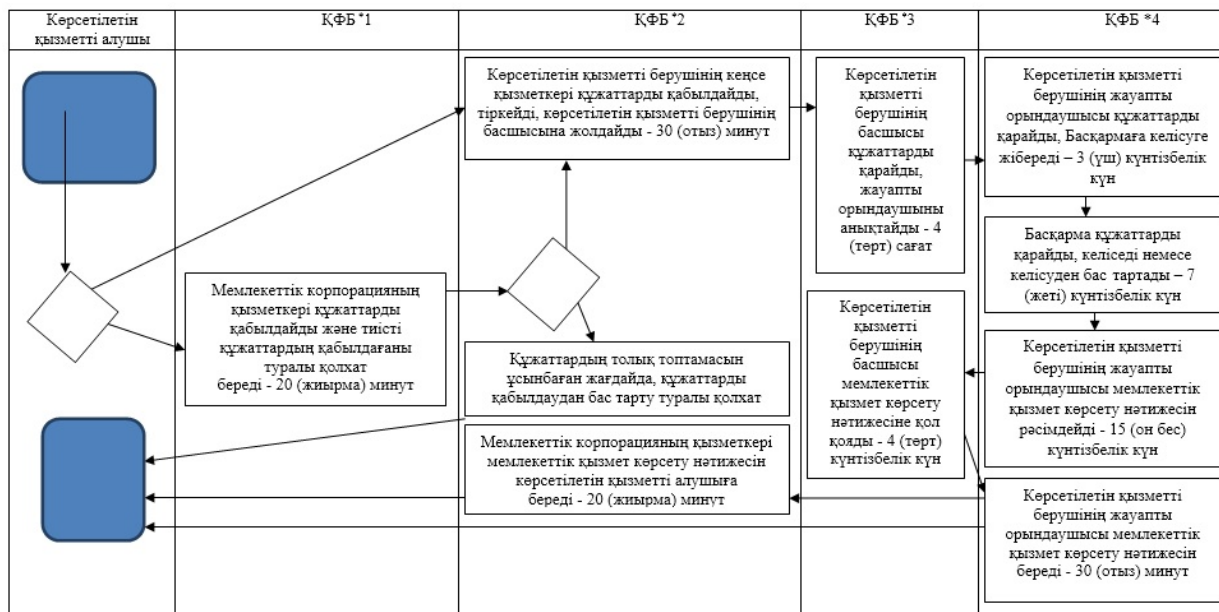 Көрсетілетін
қызметті алушы
ҚФБ *1
ҚФБ *2
ҚФБ *3
ҚФБ *4
Көрсетілетін қызметті берушінің кеңсе
қызметкері құжаттарды қабылдайды,
тіркейді, көрсетілетін қызметті берушінің
басшысына жолдайды - 30 (отыз) минут
Көрсетілетін
қызметті
берушінің
басшысы
құжаттарды
қарайды,
жауапты
орындаушыны
анықтайды - 4
(төрт) сағат
Көрсетілетін қызметті
берушінің жауапты
орындаушысы құжаттарды
қарайды, Басқармаға келісуге
жібереді – 3 (үш) күнтізбелік
күн
Басқарма құжаттарды
қарайды, келіседі немесе
келісуден бас тартады – 7
(жеті) күнтізбелік күн
Мемлекеттік корпорацияның
қызметкері құжаттарды
қабылдайды және тиісті
құжаттардың қабылдағаны
туралы қолхат
береді - 20 (жиырма) минут
Құжаттардың толық топтамасын
ұсынбаған жағдайда, құжаттарды
қабылдаудан бас тарту туралы қолхат
Көрсетілетін
қызметті
берушінің
басшысы
мемлекеттік
қызмет көрсету
нәтижесіне қол
қояды - 4 (төрт)
күнтізбелік күн
Көрсетілетін қызметті
берушінің жауапты
орындаушысы мемлекеттік
қызмет көрсету нәтижесін
рәсімдейді - 15 (он бес)
күнтізбелік күн
Мемлекеттік корпорацияның қызметкері
мемлекеттік қызмет көрсету нәтижесін
көрсетілетін қызметті алушыға
береді - 20 (жиырма) минут
Көрсетілетін қызметті
берушінің жауапты
орындаушысы мемлекеттік
қызмет көрсету нәтижесін
береді - 30 (отыз) минут